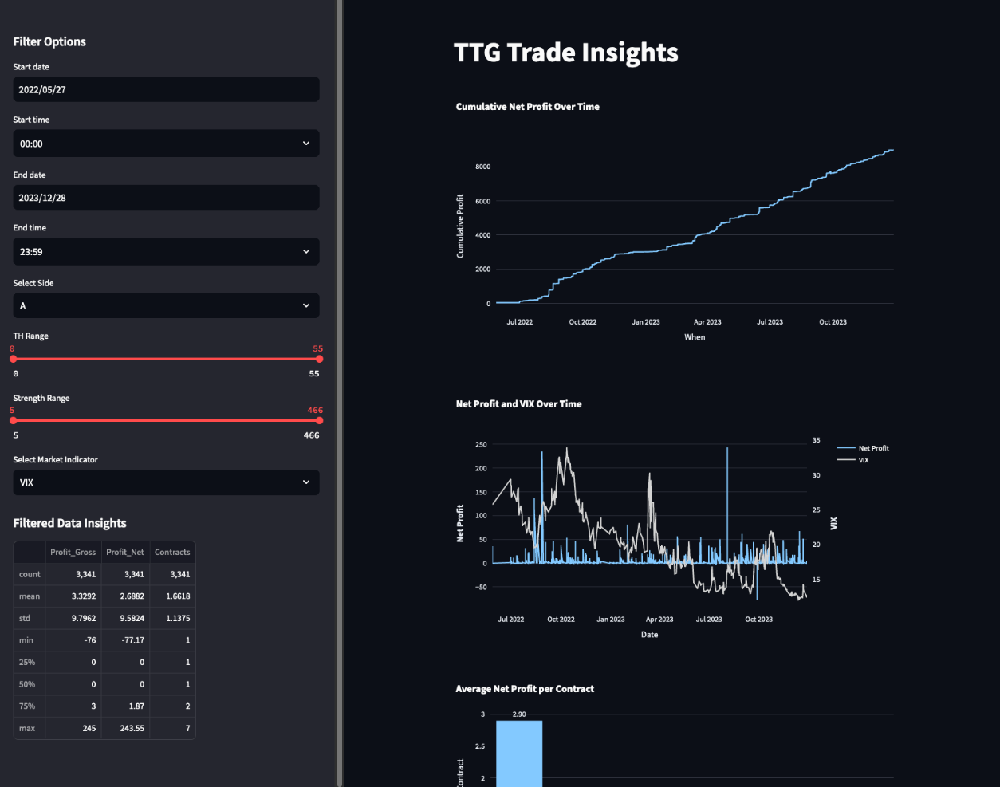 Filter Options
Start date
2022/05/27
Start time
00:00
End date
2023/12/28
End time
23:59
Select Side
A
TH Range
0 55
0 55
Strength Range
5 466
5 466
Select Market Indicator
VIX
Filtered Data Insights
Profit_Gross Profit_Net Contracts
count 3,341 3,341 3,341
mean 3.3292 2.6882 1.6618
std 9.7962 9.5824 1.1375
min -76 -77.17 1
25% 0 0 1
50% 0 0 1
75% 3 1.87 2
max 245 243.55 7
TTG Trade Insights
Cumulative Net Profit Over Time
8000
6000
4000
2000
0
Cumulative Profit
Jul 2022 Oct 2022 Jan 2023 Apr 2023 Jul 2023 Oct 2023
When
Net Profit and VIX Over Time
250
200
150
100
50
0
−50
Net Profit
35
30
25
20
15
VIX
Net Profit
VIX
Jul 2022 Oct 2022 Jan 2023 Apr 2023 Jul 2023 Oct 2023
Date
Average Net Profit per Contract
3
2.5
2
2.90